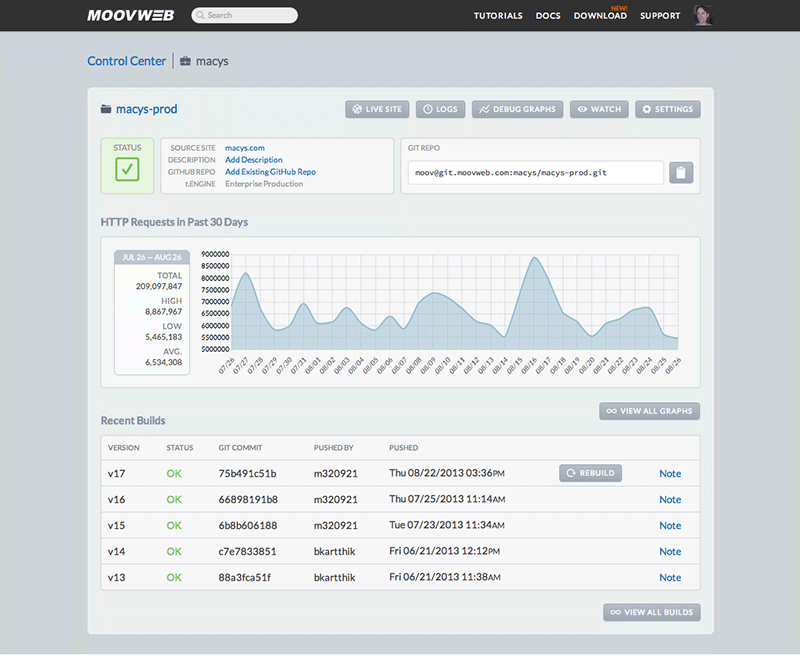 MOOVWEB
Search
TUTORIALS DOCS DOWNLOAD NEW! SUPPORT
Control Center macys
macys-prod
LIVE SITE LOGS DEBUG GRAPHS WATCH SETTINGS
STATUS
SOURCE SITE macys.com
DESCRIPTION Add Description
GITHUB REPO Add Existing GitHub Repo
t.ENGINE Enterprise Production
GIT REPO
moov@git.moovweb.com:macys/macys-prod.git
HTTP Requests in Past 30 Days
JUL 26 – AUG 26
TOTAL
209,097,847
HIGH
8,867,967
LOW
5,465,183
AVG.
6,534,308
9000000
8500000
8000000
7500000
7000000
6500000
6000000
5500000
5000000
07/26 07/27 07/28 07/29 07/30 07/31 08/01 08/02 08/03 08/04 08/05 08/06 08/07 08/08 08/09 08/10 08/11 08/12 08/13 08/14 08/15 08/16 08/17 08/18 08/19 08/20 08/21 08/22 08/23 08/24 08/25 08/26
VIEW ALL GRAPHS
Recent Builds
VERSION STATUS GIT COMMIT PUSHED BY PUSHED
v17 OK 75b491c51b m320921 Thu 08/22/2013 03:36PM REBUILD Note
v16 OK 66898191b8 m320921 Thu 07/25/2013 11:14AM Note
v15 OK 6b8b606188 m320921 Tue 07/23/2013 11:34AM Note
v14 OK c7e7833851 bkartthik Fri 06/21/2013 12:12PM Note
v13 OK 88a3fca51f bkartthik Fri 06/21/2013 11:38AM Note
VIEW ALL BUILDS